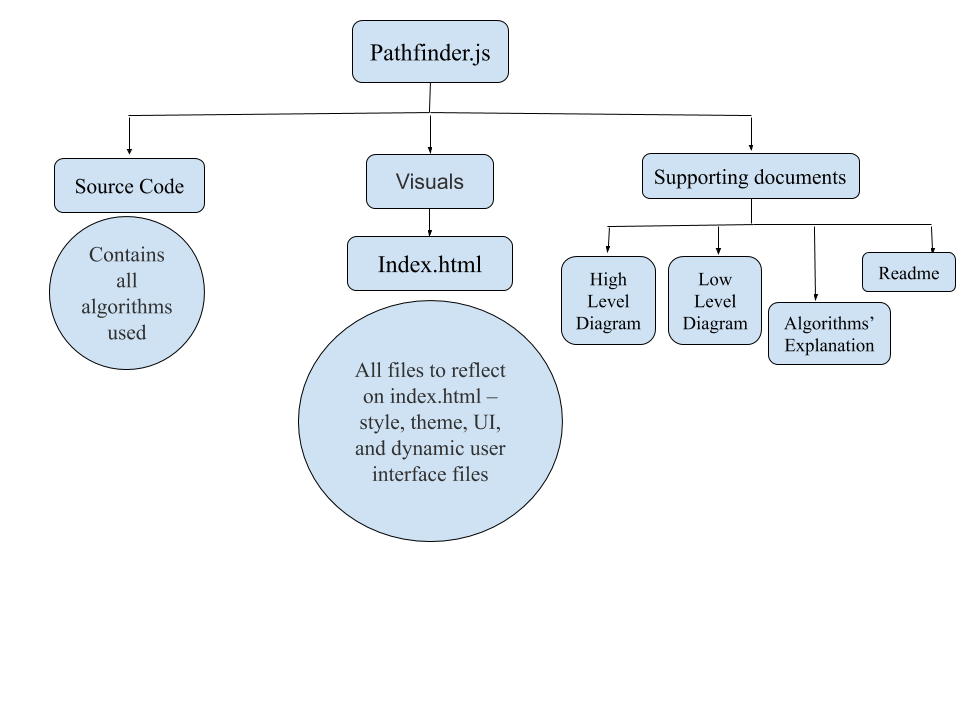 Pathfinder.js
Source Code
Contains
all
algorithms
used
Visuals
Index.html
All files to reflect
on index.html –
style, theme, UI,
and dynamic user
interface files
Supporting documents
High
Level
Diagram
Low
Level
Diagram
Algorithms’
Explanation
Readme